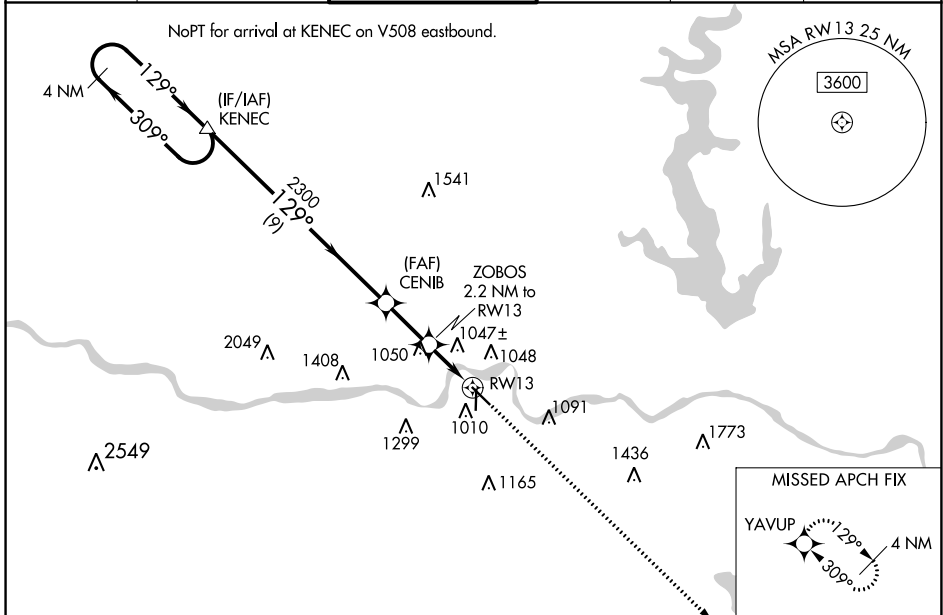 NoPT for arrival at KENEC on V508 eastbound.
MSA RW13 25 NM
3600
4 NM
129°
309°
(IF/IAF)
KENEC
2300
129°
(9)
1541
(FAF)
CENIB
ZOBOS
2.2 NM to
RW13
2049
1408
1050
1047±
1048
RW13
1091
1010
1299
1773
1436
2549
1165
MISSED APCH FIX
YAVUP
129°
4 NM
309°